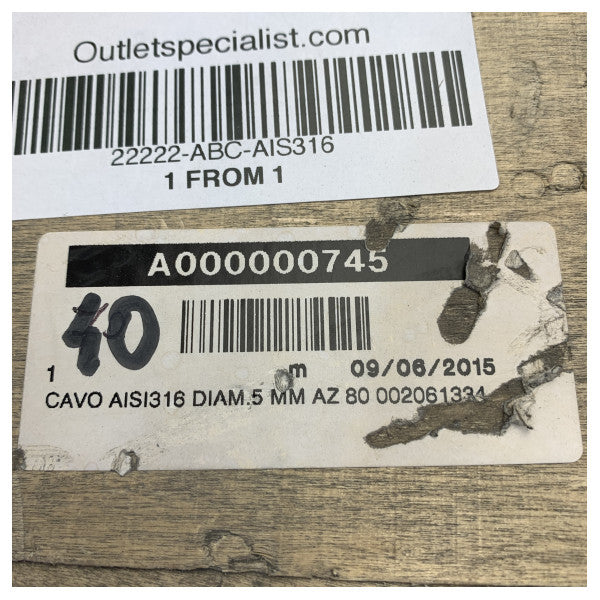 Outletspecialist.com
22222-ABC-AIS316
1 FROM 1
A000000745
40
1 m 09/06/2015
CAVO AISI316 DIAM.5 MM AZ 80 002061334